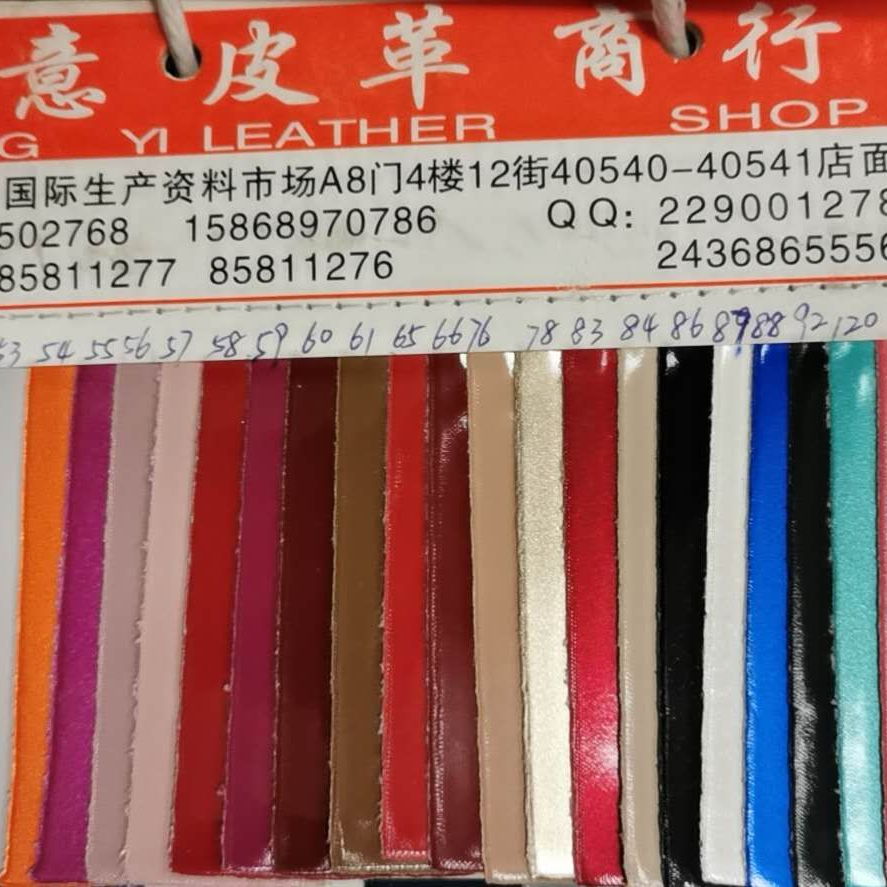 意皮革商行
G YI LEATHER SHOP
国际生产资料市场A8门4楼12街40540-40541店面
502768 15868970786 QQ: 229001278
85811277 85811276 2436865556
53 54 55 56 57 58 59 60 61 65 66 76 78 83 84 86 87 88 92 120